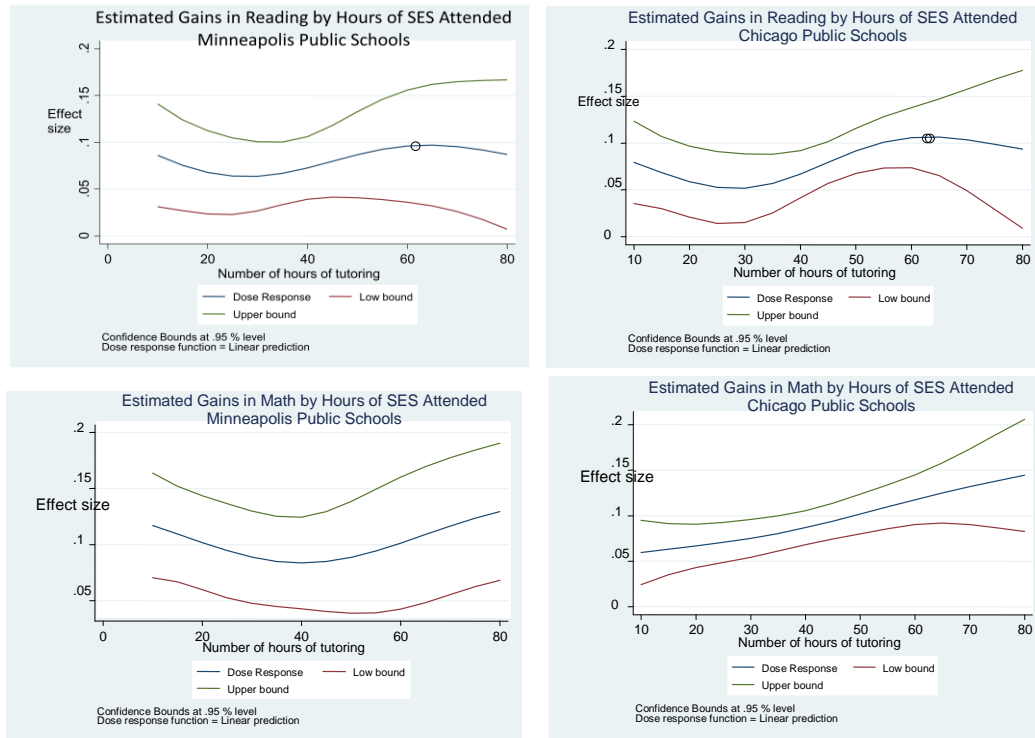 Estimated Gains in Reading by Hours of SES Attended
Minneapolis Public Schools
.2
.15
Effect
size
.1
.05
0
0 20 40 60 80
Number of hours of tutoring
Dose Response Low bound
Upper bound
Confidence Bounds at .95 % level
Dose response function = Linear prediction
Estimated Gains in Reading by Hours of SES Attended
Chicago Public Schools
.2
.15
Effect size
.1
.05
0
10 20 30 40 50 60 70 80
Number of hours of tutoring
Dose Response Low bound
Upper bound
Confidence Bounds at .95 % level
Dose response function = Linear prediction
Estimated Gains in Math by Hours of SES Attended
Minneapolis Public Schools
.2
.15
Effect size
.1
.05
0 20 40 60 80
Number of hours of tutoring
Dose Response Low bound
Upper bound
Confidence Bounds at .95 % level
Dose response function = Linear prediction
Estimated Gains in Math by Hours of SES Attended
Chicago Public Schools
.2
.15
Effect size
.1
.05
0
10 20 30 40 50 60 70 80
Number of hours of tutoring
Dose Response Low bound
Upper bound
Confidence Bounds at .95 % level
Dose response function = Linear prediction